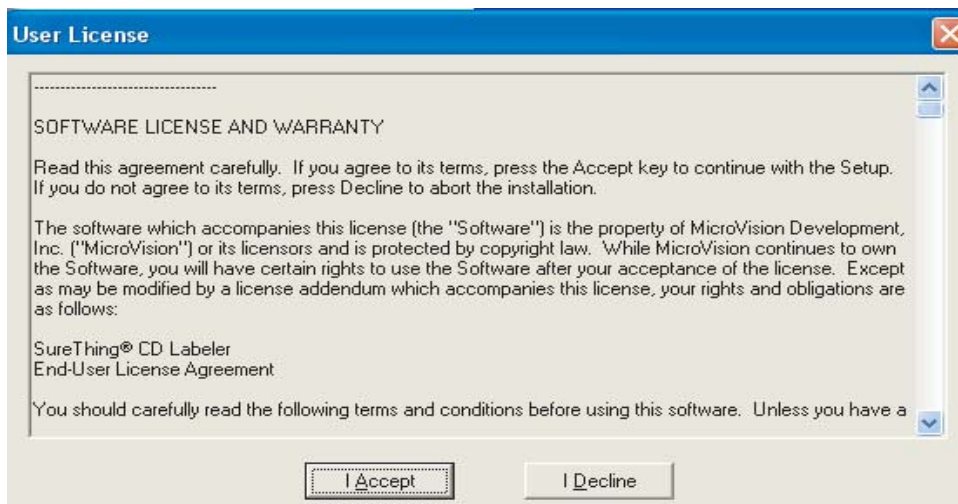 User License
---------------------------------
SOFTWARE LICENSE AND WARRANTY
Read this agreement carefully.  If you agree to its terms, press the Accept key to continue with the Setup.
If you do not agree to its terms, press Decline to abort the installation.
The software which accompanies this license (the "Software") is the property of MicroVision Development,
Inc. ("MicroVision") or its licensors and is protected by copyright law.  While MicroVision continues to own
the Software, you will have certain rights to use the Software after your acceptance of the license.  Except
as may be modified by a license addendum which accompanies this license, your rights and obligations are
as follows:
SureThing® CD Labeler
End-User License Agreement
You should carefully read the following terms and conditions before using this software.  Unless you have a
I Accept
I Decline